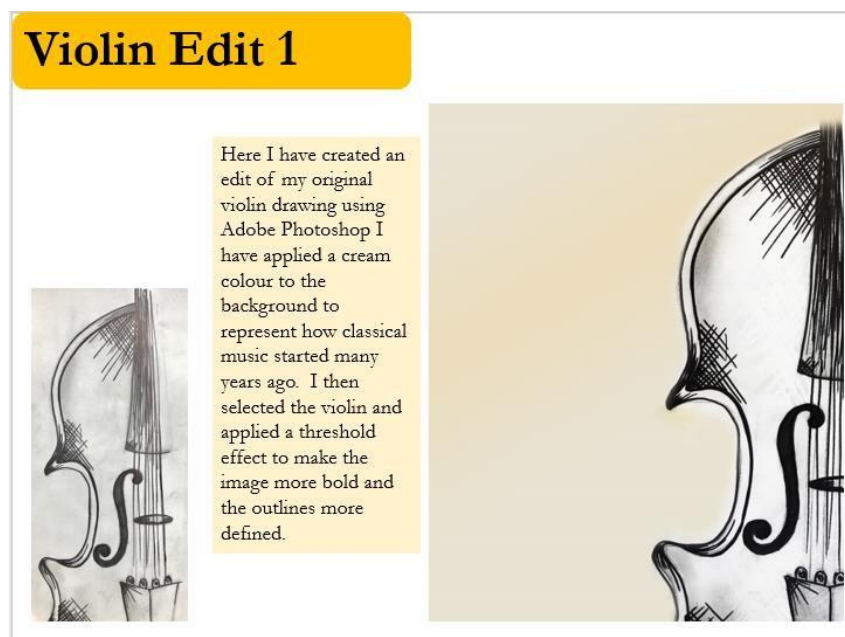 Violin Edit 1
Here I have created an
edit of my original
violin drawing using
Adobe Photoshop I
have applied a cream
colour to the
background to
represent how classical
music started many
years ago.  I then
selected the violin and
applied a threshold
effect to make the
image more bold and
the outlines more
defined.